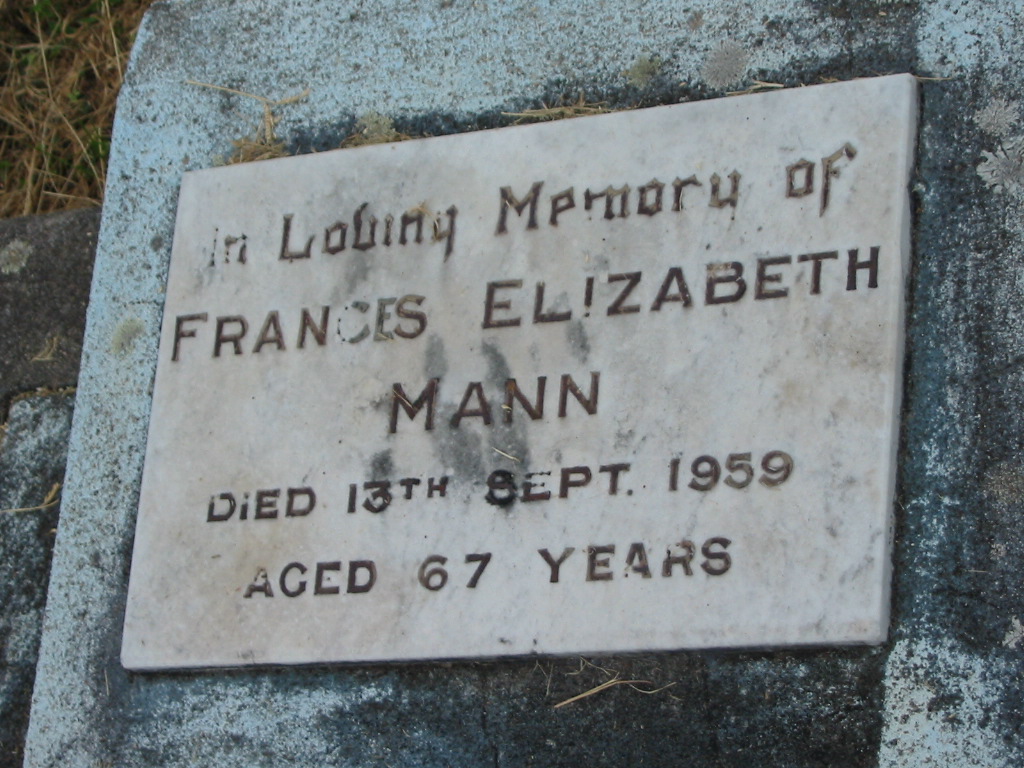 In Loving Memory of
FRANCES ELIZABETH
MANN
DIED 13TH SEPT. 1959
AGED 67 YEARS